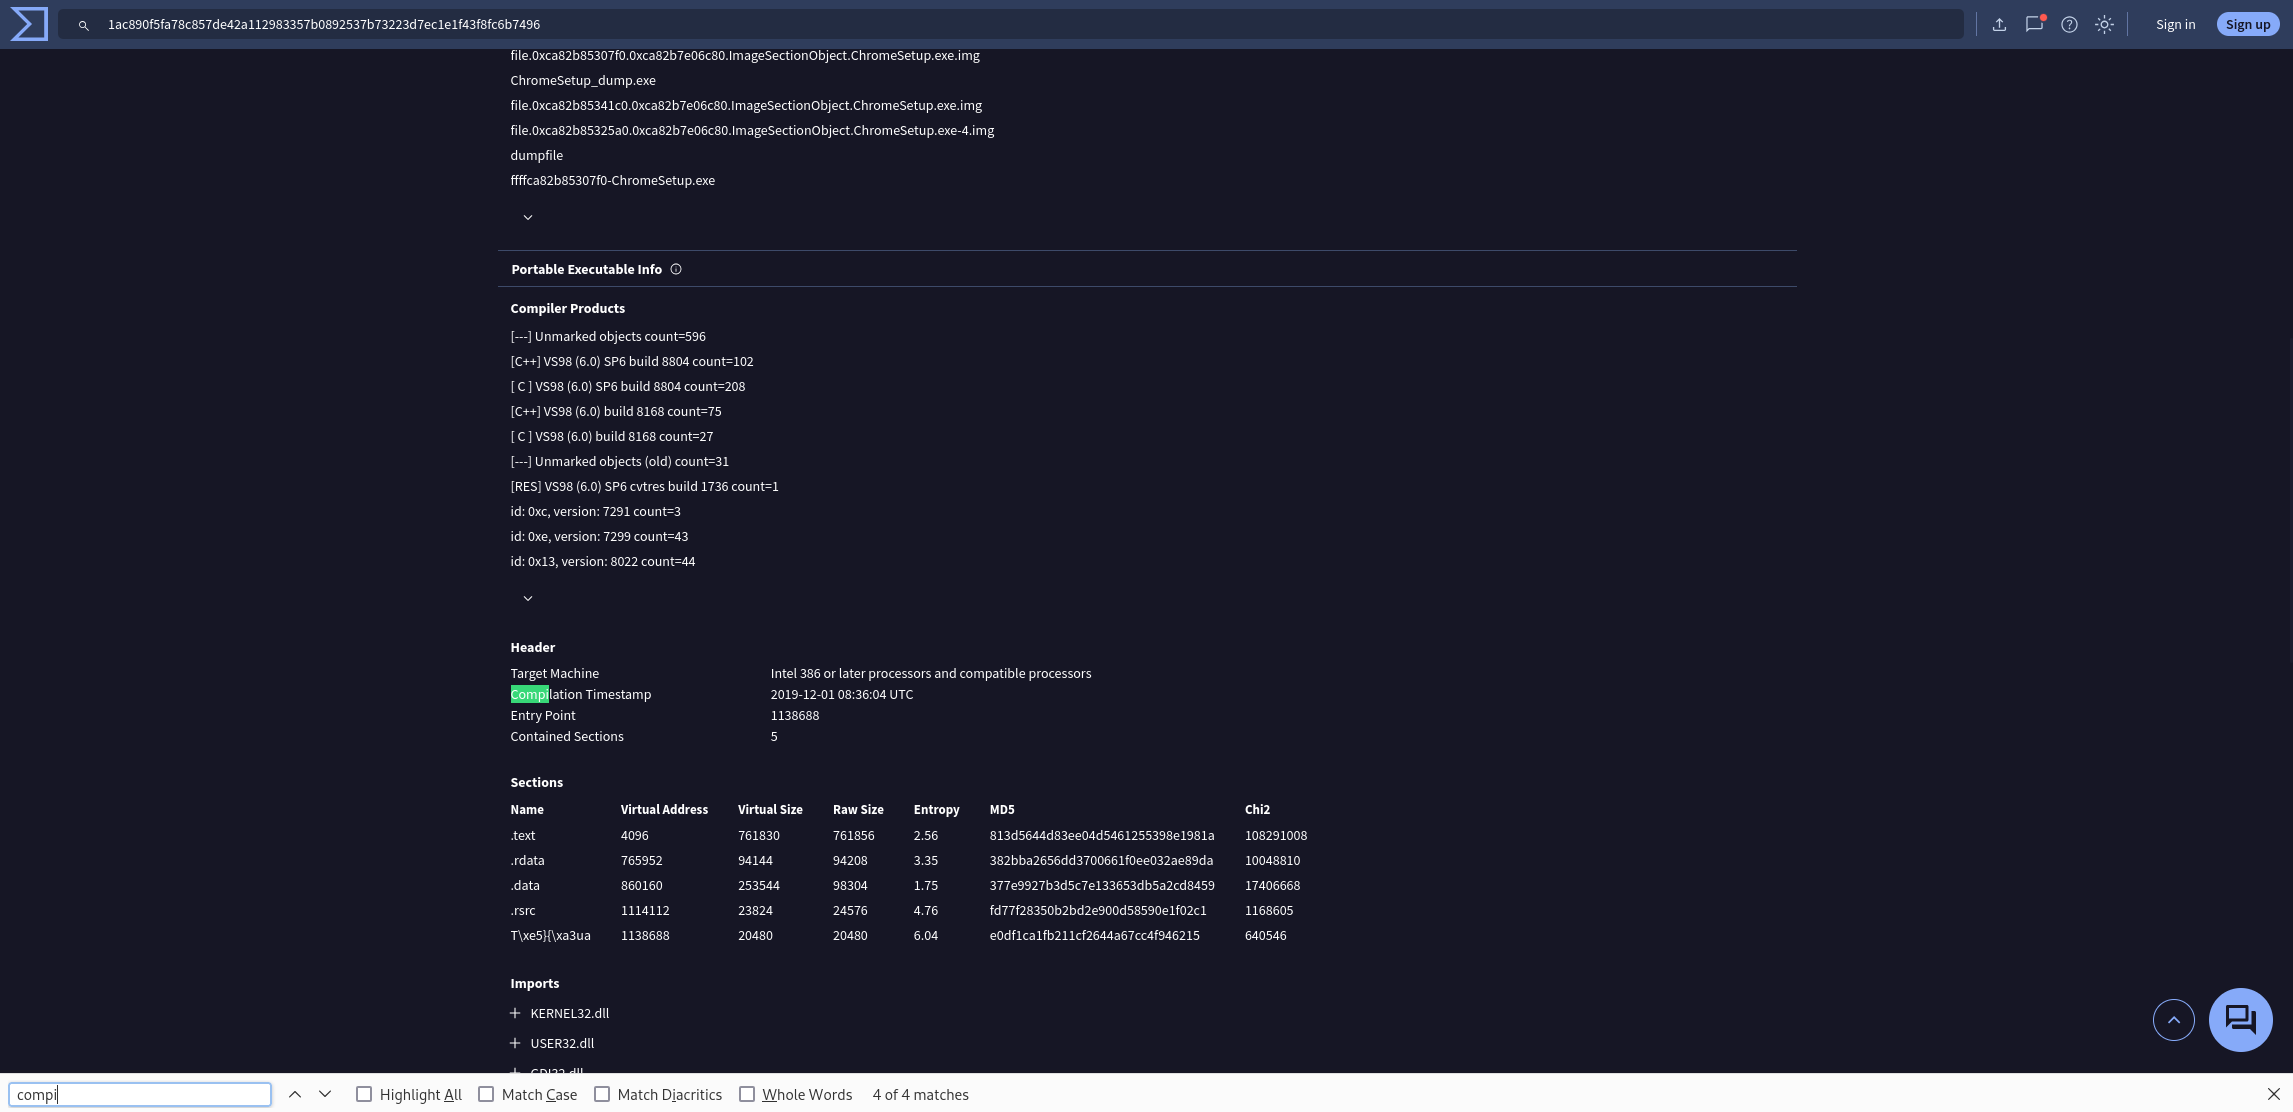 1ac890f5fa78c857de42a112983357b0892537b73223d7ec1e1f43f8fc6b7496
Sign in
Sign up
file.0xca82b85307f0.0xca82b7e06c80.ImageSectionObject.ChromeSetup.exe.img
ChromeSetup_dump.exe
file.0xca82b85341c0.0xca82b7e06c80.ImageSectionObject.ChromeSetup.exe.img
file.0xca82b85325a0.0xca82b7e06c80.ImageSectionObject.ChromeSetup.exe-4.img
dumpfile
ffffca82b85307f0-ChromeSetup.exe
Portable Executable Info
Compiler Products
[---] Unmarked objects count=596
[C++] VS98 (6.0) SP6 build 8804 count=102
[ C ] VS98 (6.0) SP6 build 8804 count=208
[C++] VS98 (6.0) build 8168 count=75
[ C ] VS98 (6.0) build 8168 count=27
[---] Unmarked objects (old) count=31
[RES] VS98 (6.0) SP6 cvtres build 1736 count=1
id: 0xc, version: 7291 count=3
id: 0xe, version: 7299 count=43
id: 0x13, version: 8022 count=44
Header
Target Machine Intel 386 or later processors and compatible processors
Compilation Timestamp 2019-12-01 08:36:04 UTC
Entry Point 1138688
Contained Sections 5
Sections
Name Virtual Address Virtual Size Raw Size Entropy MD5 Chi2
.text 4096 761830 761856 2.56 813d5644d83ee04d5461255398e1981a 108291008
.rdata 765952 94144 94208 3.35 382bba2656dd3700661f0ee032ae89da 10048810
.data 860160 253544 98304 1.75 377e9927b3d5c7e133653db5a2cd8459 17406668
.rsrc 1114112 23824 24576 4.76 fd77f28350b2bd2e900d58590e1f02c1 1168605
T\xe5}{\xa3ua 1138688 20480 20480 6.04 e0df1ca1fb211cf2644a67cc4f946215 640546
Imports
KERNEL32.dll
USER32.dll
GDI32.dll
compi Highlight All Match Case Match Diacritics Whole Words 4 of 4 matches